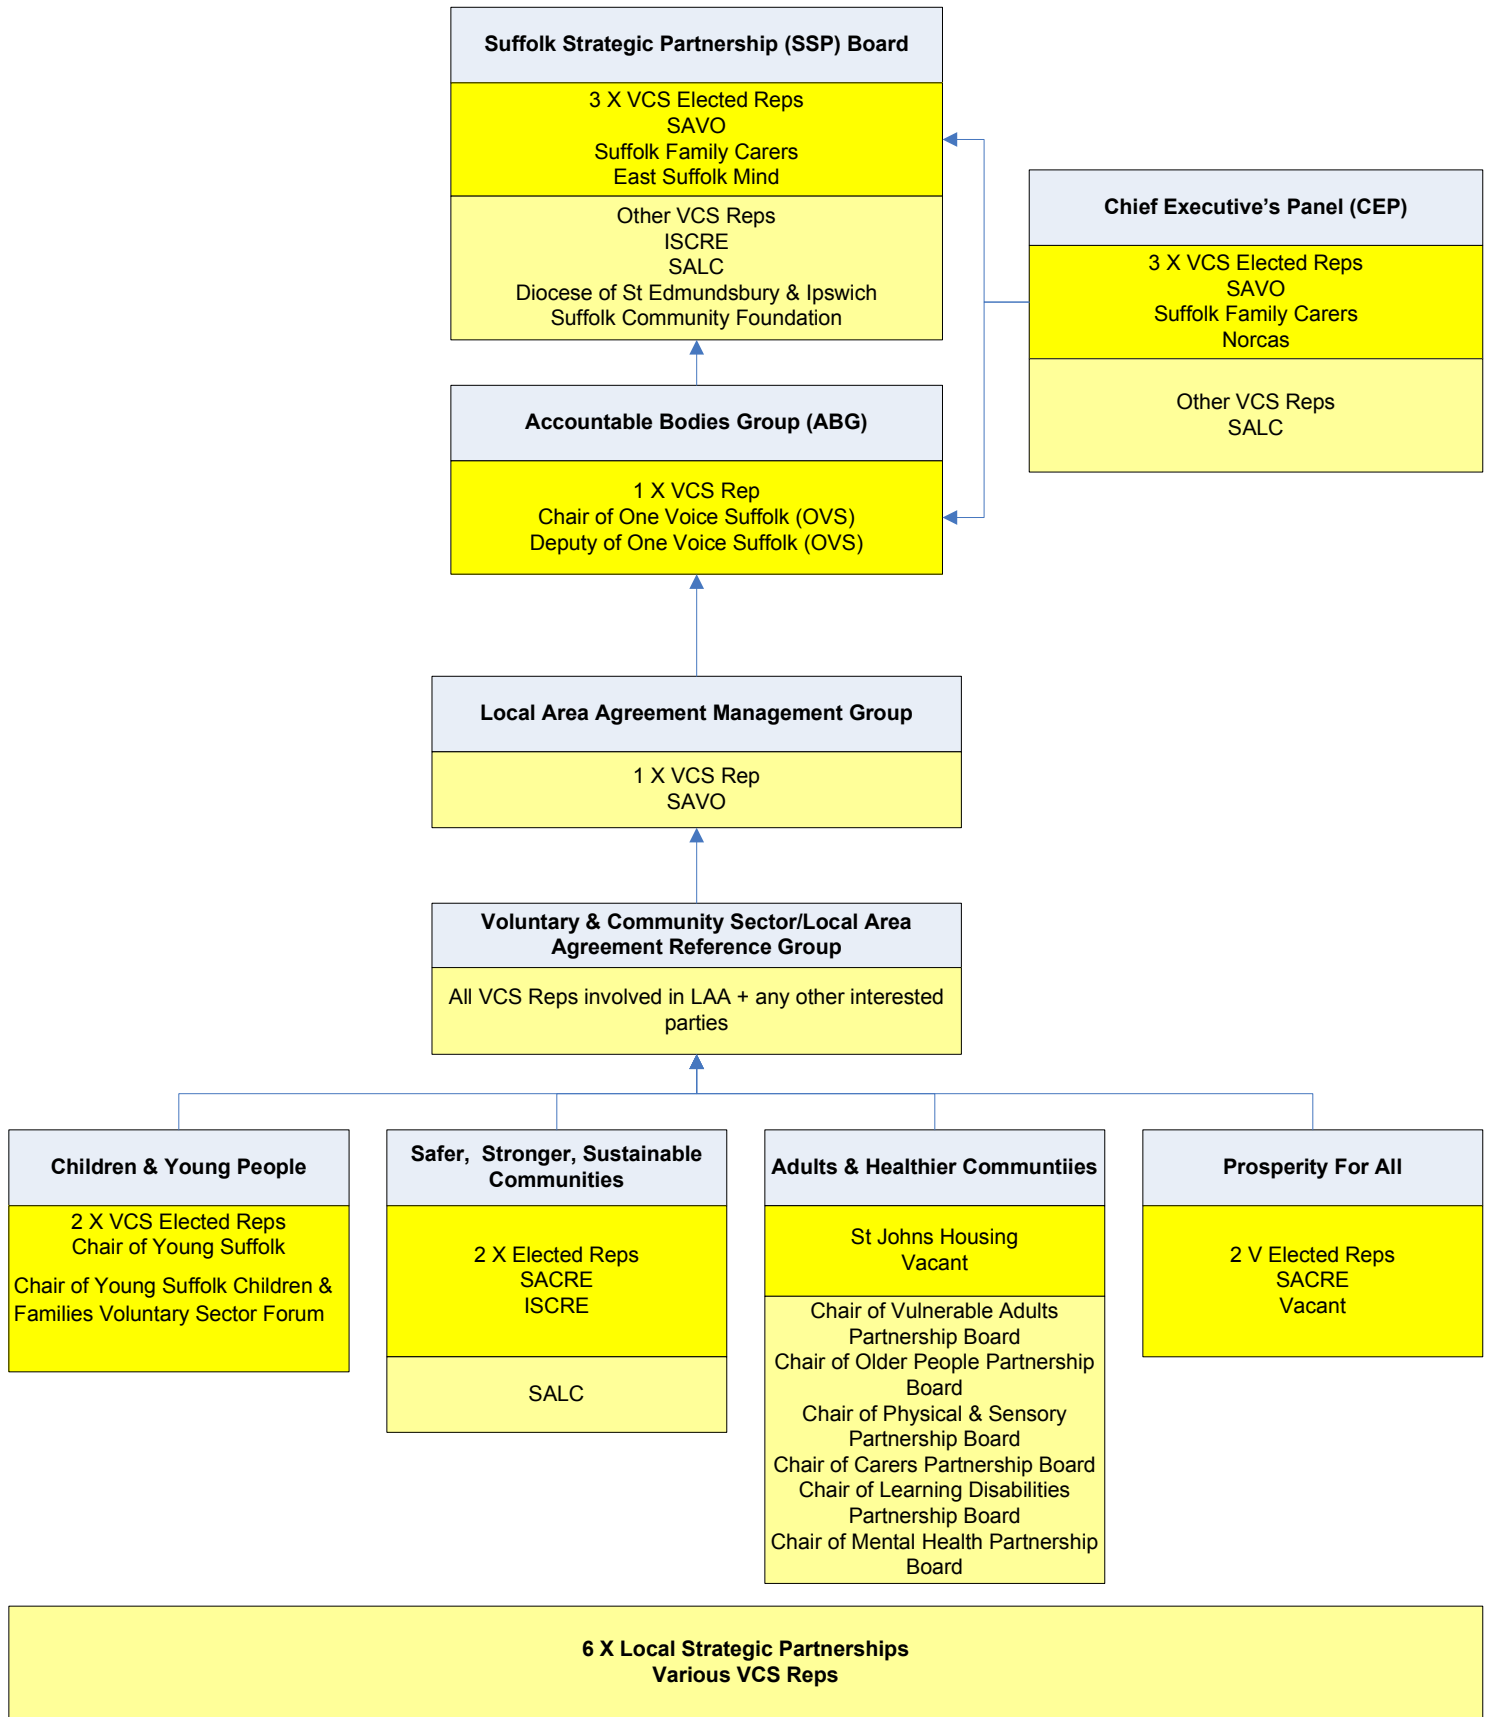 Suffolk Strategic Partnership (SSP) Board
3 X VCS Elected Reps
SAVO
Suffolk Family Carers
East Suffolk Mind
Other VCS Reps
ISCRE
SALC
Diocese of St Edmundsbury & Ipswich
Suffolk Community Foundation
Chief Executive’s Panel (CEP)
3 X VCS Elected Reps
SAVO
Suffolk Family Carers
Norcas
Other VCS Reps
SALC
Accountable Bodies Group (ABG)
1 X VCS Rep
Chair of One Voice Suffolk (OVS)
Deputy of One Voice Suffolk (OVS)
Local Area Agreement Management Group
1 X VCS Rep
SAVO
Voluntary & Community Sector/Local Area
Agreement Reference Group
All VCS Reps involved in LAA + any other interested
parties
Children & Young People
2 X VCS Elected Reps
Chair of Young Suffolk
Chair of Young Suffolk Children &
Families Voluntary Sector Forum
Safer, Stronger, Sustainable
Communities
2 X Elected Reps
SACRE
ISCRE
SALC
Adults & Healthier Communtiies
St Johns Housing
Vacant
Chair of Vulnerable Adults
Partnership Board
Chair of Older People Partnership
Board
Chair of Physical & Sensory
Partnership Board
Chair of Carers Partnership Board
Chair of Learning Disabilities
Partnership Board
Chair of Mental Health Partnership
Board
Prosperity For All
2 V Elected Reps
SACRE
Vacant
6 X Local Strategic Partnerships
Various VCS Reps